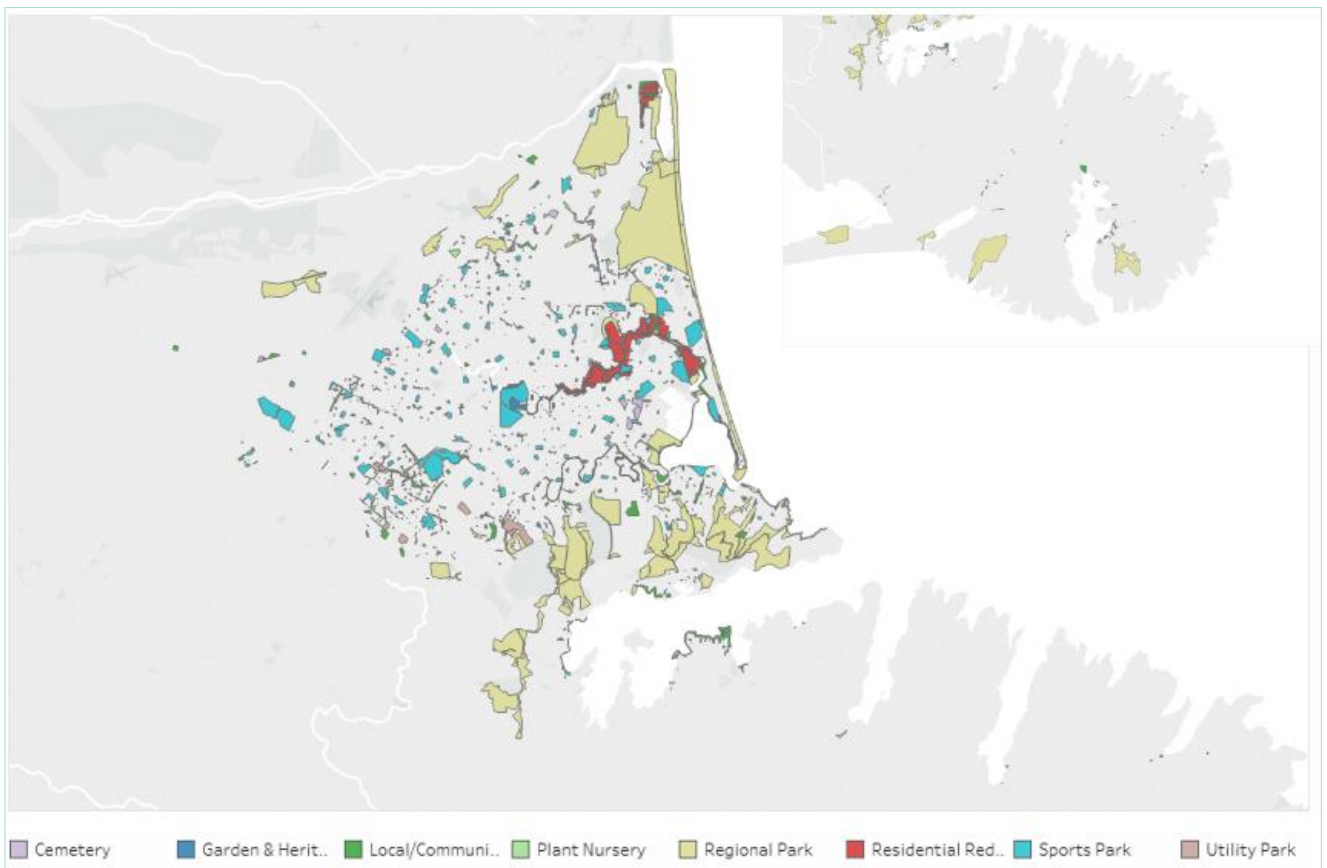 Cemetery
Garden & Herit..
Local/Communi..
Plant Nursery
Regional Park
Residential Red..
Sports Park
Utility Park